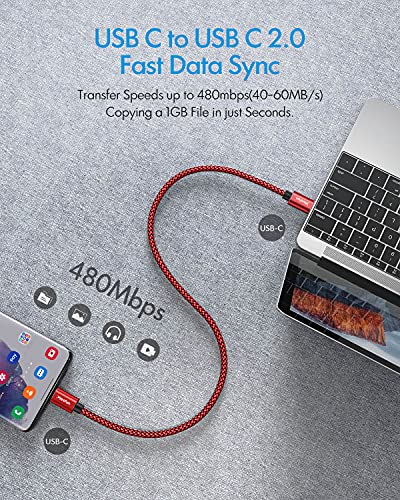 USB C to USB C 2.0
Fast Data Sync
Transfer Speeds up to 480mbps(40-60MB/s)
Copying a 1GB File in just Seconds.
USB-C
480Mbps
USB-C